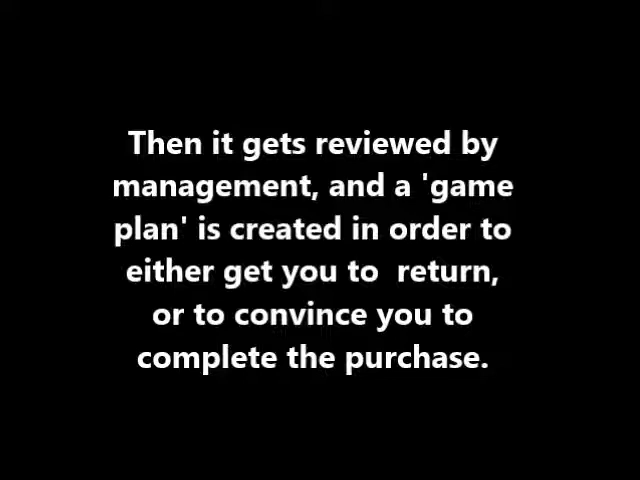 Then it gets reviewed by
management, and a 'game
plan' is created in order to
either get you to  return,
or to convince you to
complete the purchase.